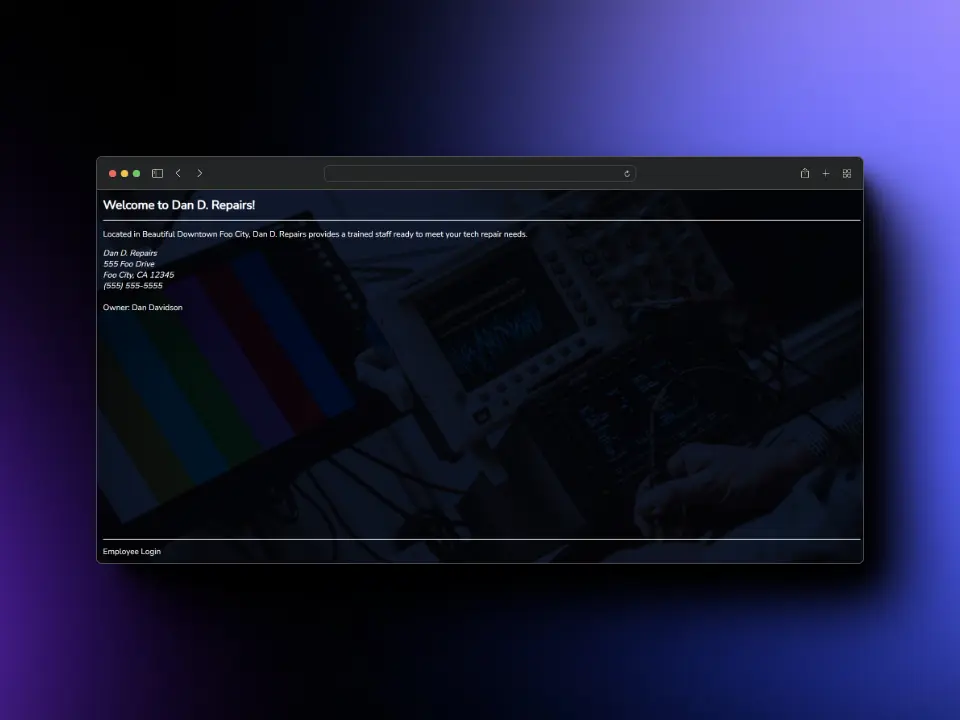 Welcome to Dan D. Repairs!
Located in Beautiful Downtown Foo City, Dan D. Repairs provides a trained staff ready to meet your tech repair needs.
Dan D. Repairs
555 Foo Drive
Foo City, CA 12345
(555) 555-5555
Owner: Dan Davidson
Employee Login